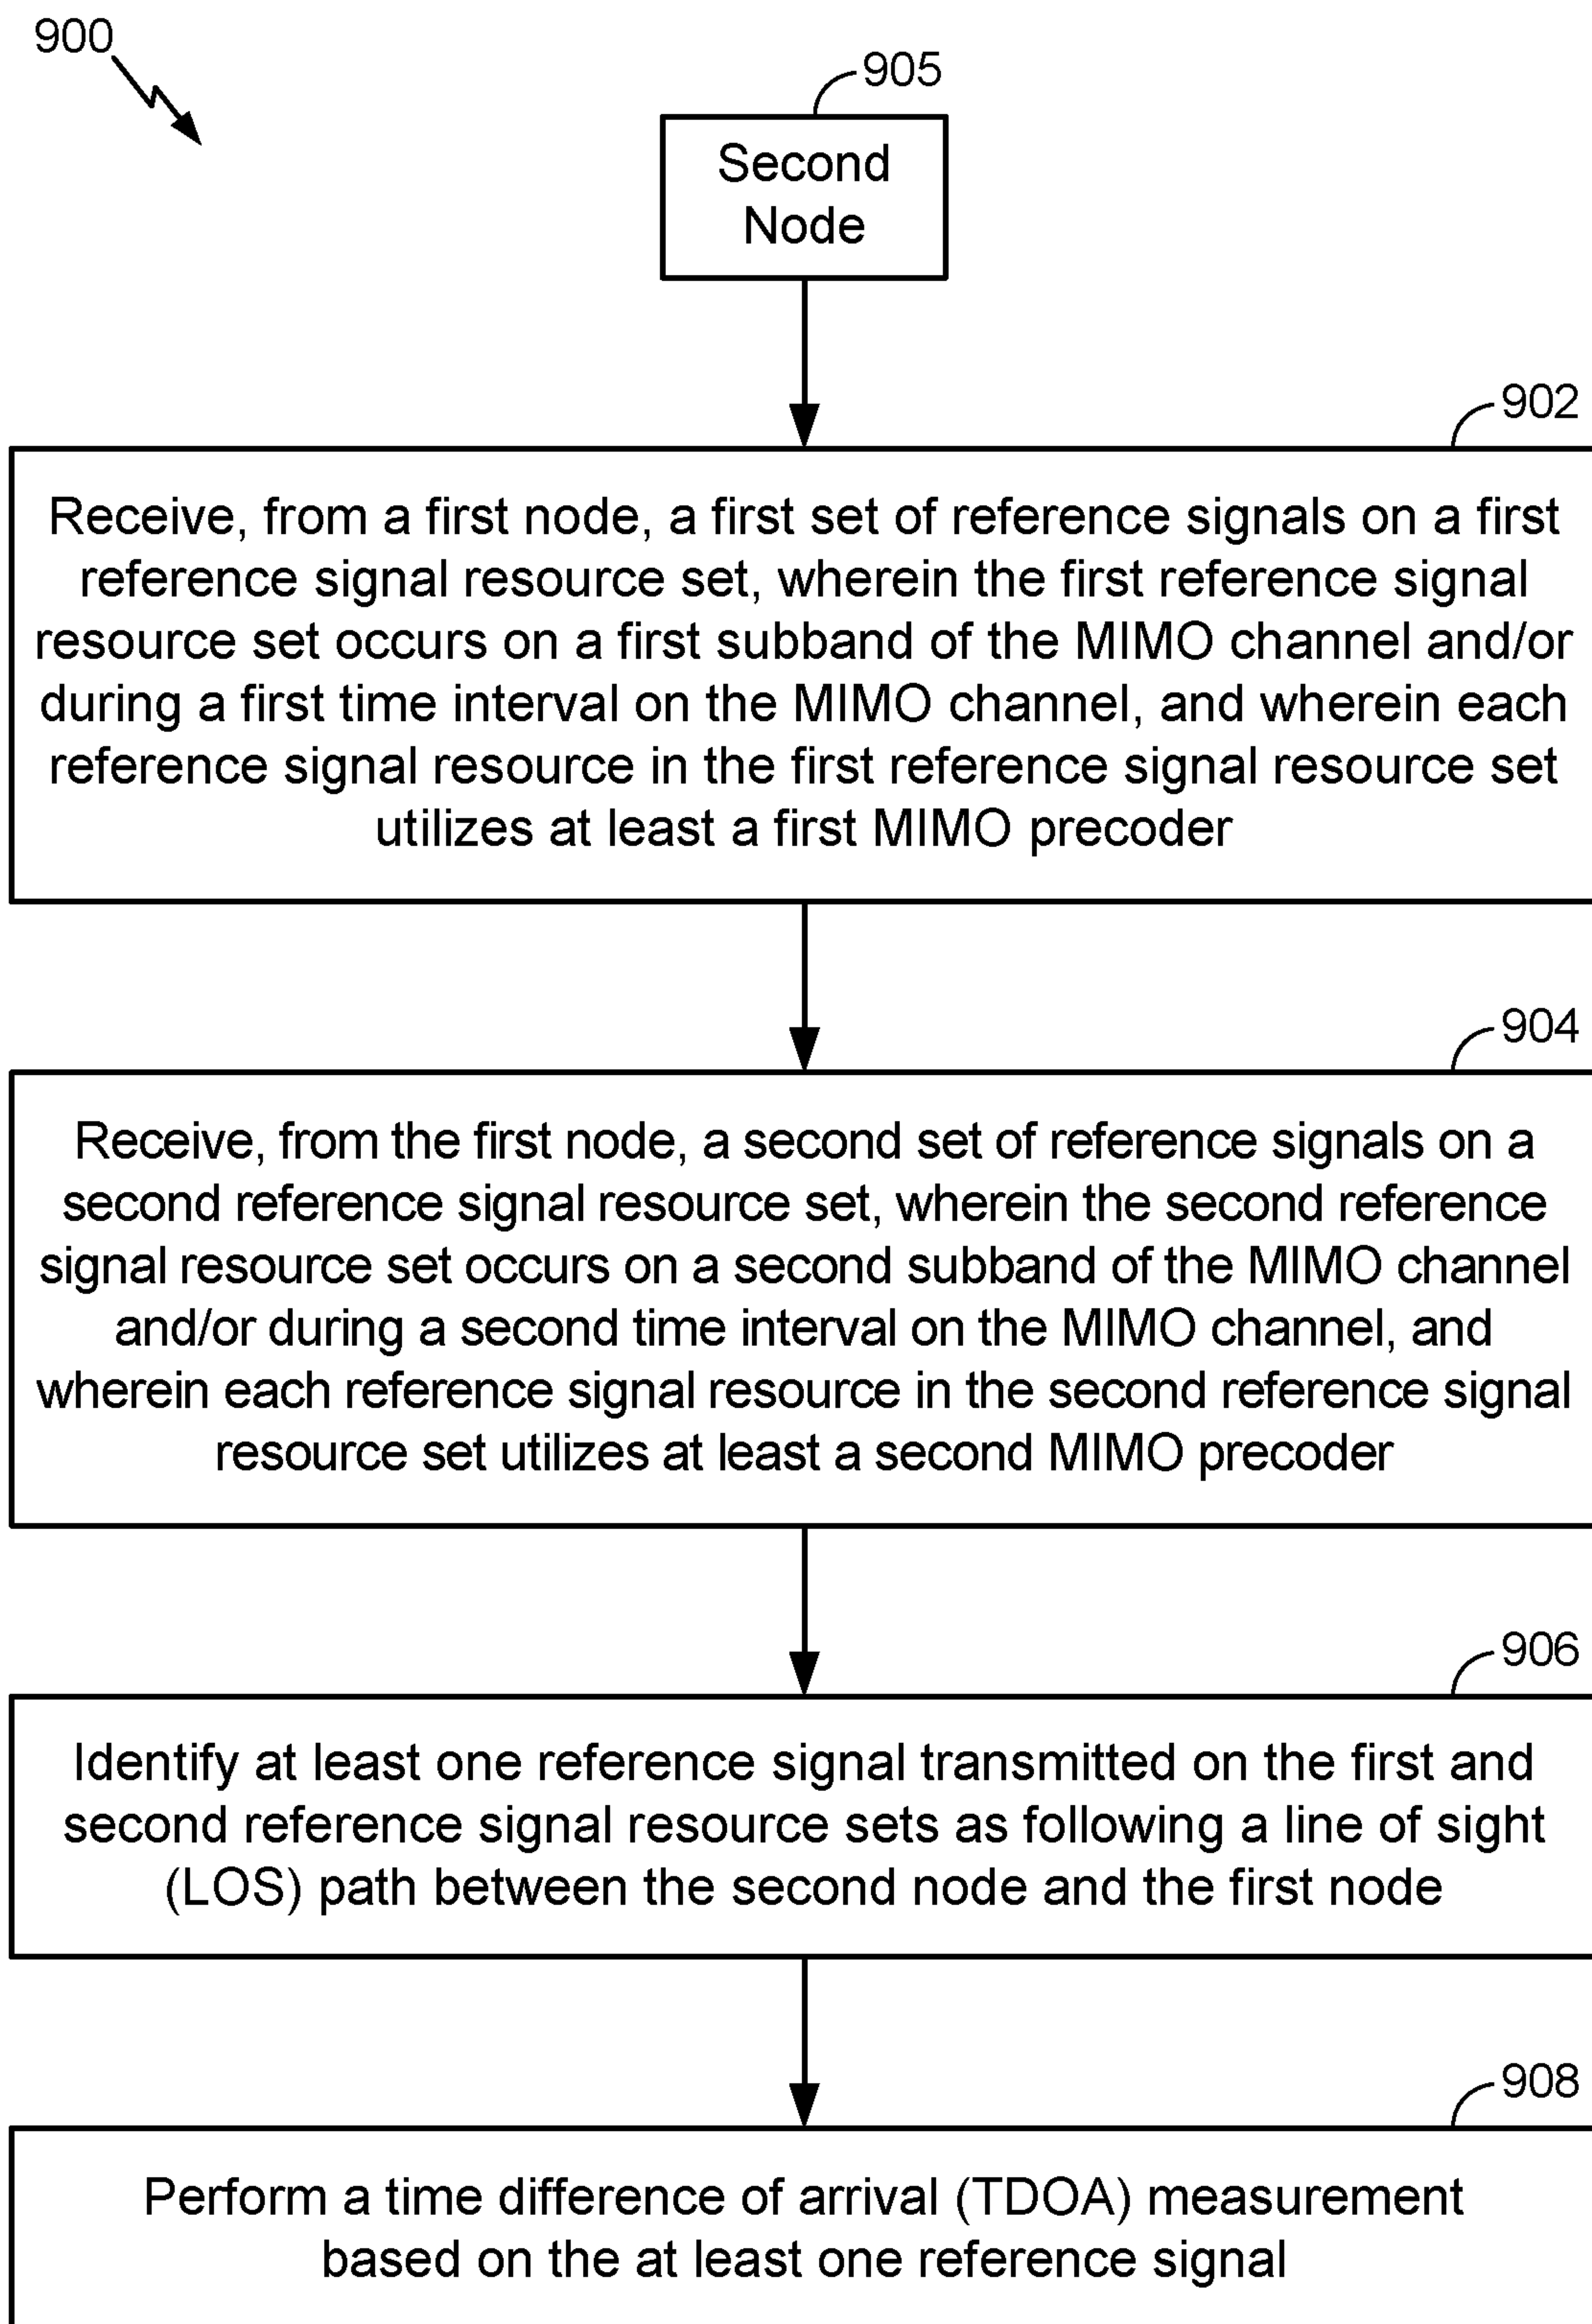 900
905
Second
Node
902
Receive, from a first node, a first set of reference signals on a first
reference signal resource set, wherein the first reference signal
resource set occurs on a first subband of the MIMO channel and/or
during a first time interval on the MIMO channel, and wherein each
reference signal resource in the first reference signal resource set
utilizes at least a first MIMO precoder
904
Receive, from the first node, a second set of reference signals on a
second reference signal resource set, wherein the second reference
signal resource set occurs on a second subband of the MIMO channel
and/or during a second time interval on the MIMO channel, and
wherein each reference signal resource in the second reference signal
resource set utilizes at least a second MIMO precoder
906
Identify at least one reference signal transmitted on the first and
second reference signal resource sets as following a line of sight
(LOS) path between the second node and the first node
908
Perform a time difference of arrival (TDOA) measurement
based on the at least one reference signal